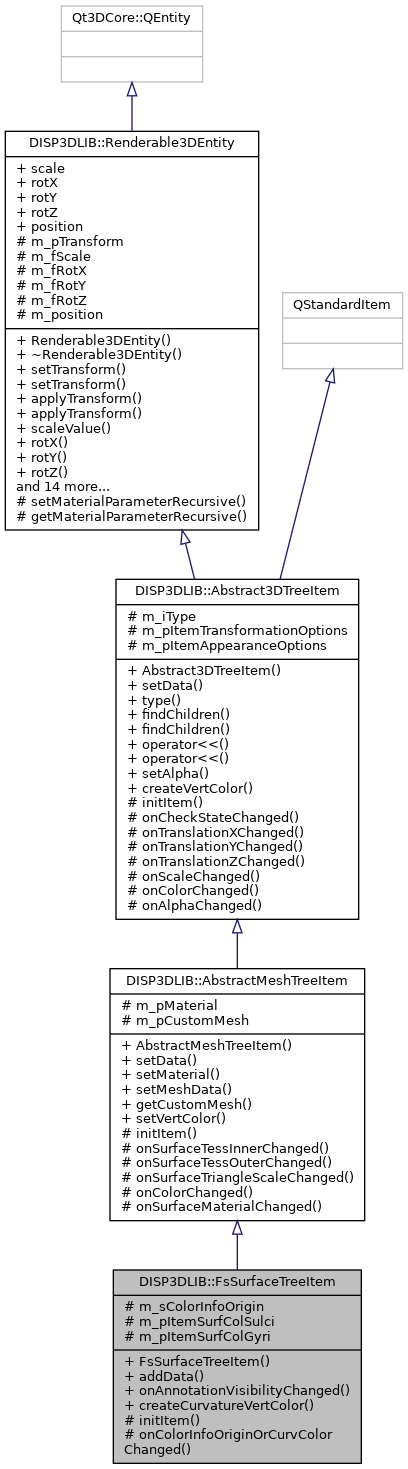 Qt3DCore::QEntity
DISP3DLIB::Renderable3DEntity
+ scale
+ rotX
+ rotY
+ rotZ
+ position
# m_pTransform
# m_fScale
# m_fRotX
# m_fRotY
# m_fRotZ
# m_position
+ Renderable3DEntity()
+ ~Renderable3DEntity()
+ setTransform()
+ setTransform()
+ applyTransform()
+ applyTransform()
+ scaleValue()
+ rotX()
+ rotY()
+ rotZ()
and 14 more...
# setMaterialParameterRecursive()
# getMaterialParameterRecursive()
QStandardItem
DISP3DLIB::Abstract3DTreeItem
# m_iType
# m_pItemTransformationOptions
# m_pItemAppearanceOptions
+ Abstract3DTreeItem()
+ setData()
+ type()
+ findChildren()
+ findChildren()
+ operator<<()
+ operator<<()
+ setAlpha()
+ createVertColor()
# initItem()
# onCheckStateChanged()
# onTranslationXChanged()
# onTranslationYChanged()
# onTranslationZChanged()
# onScaleChanged()
# onColorChanged()
# onAlphaChanged()
DISP3DLIB::AbstractMeshTreeItem
# m_pMaterial
# m_pCustomMesh
+ AbstractMeshTreeItem()
+ setData()
+ setMaterial()
+ setMeshData()
+ getCustomMesh()
+ setVertColor()
# initItem()
# onSurfaceTessInnerChanged()
# onSurfaceTessOuterChanged()
# onSurfaceTriangleScaleChanged()
# onColorChanged()
# onSurfaceMaterialChanged()
DISP3DLIB::FsSurfaceTreeItem
# m_sColorInfoOrigin
# m_pItemSurfColSulci
# m_pItemSurfColGyri
+ FsSurfaceTreeItem()
+ addData()
+ onAnnotationVisibilityChanged()
+ createCurvatureVertColor()
# initItem()
# onColorInfoOriginOrCurvColor
Changed()